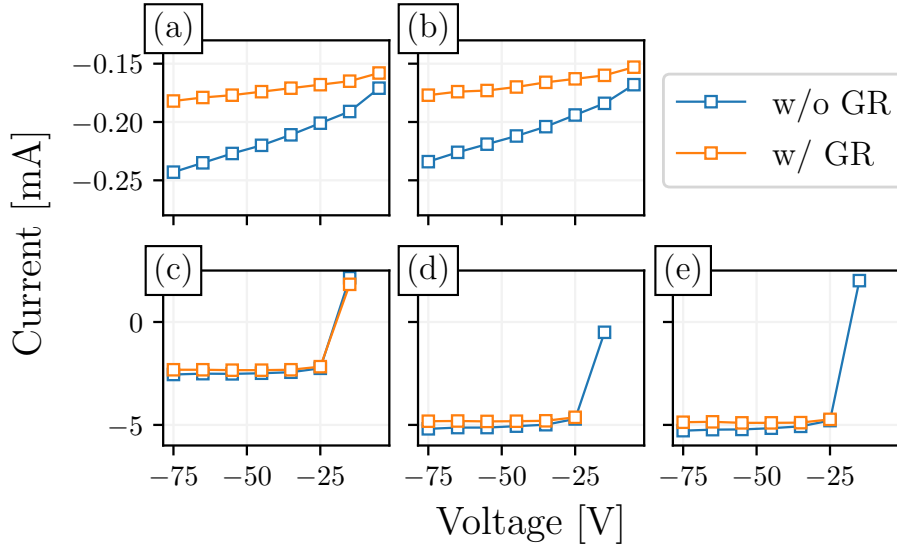 (a)
(b)
−0.15
−0.20
−0.25
w/o GR
w/ GR
Current [mA]
(c)
(d)
(e)
0
−5
−75
−50
−25
−75
−50
−25
−75
−50
−25
Voltage [V]